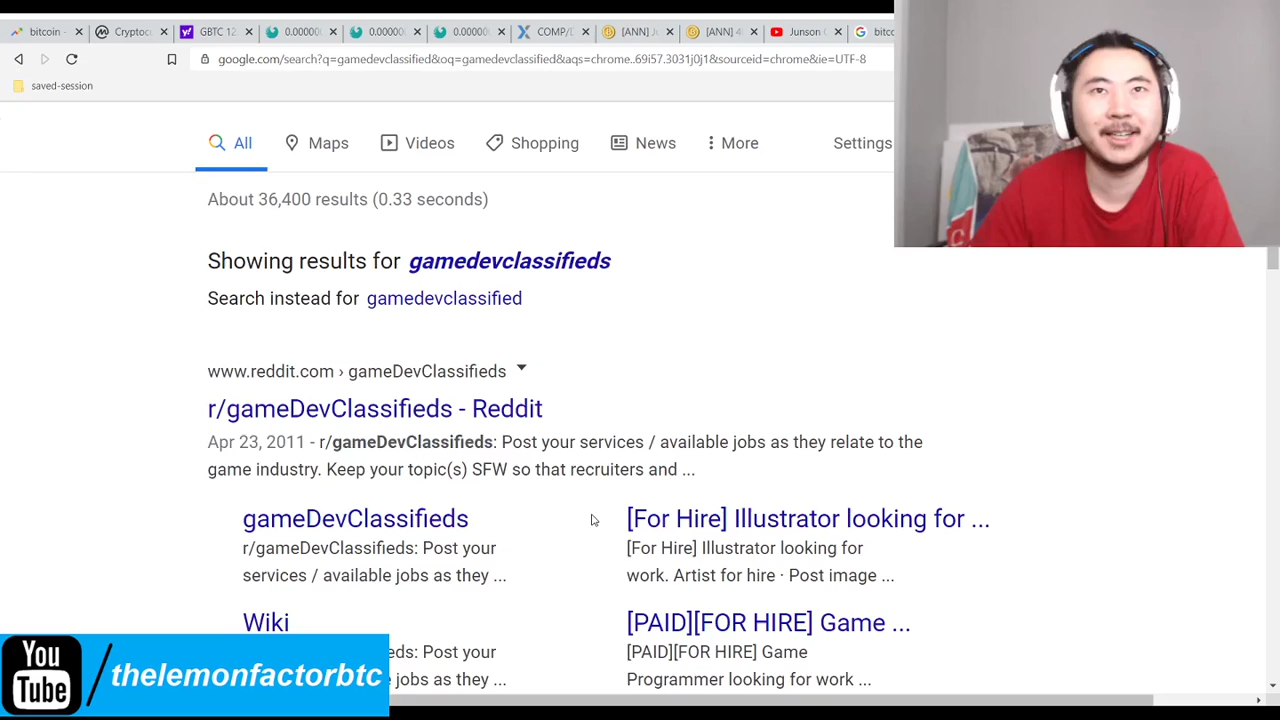 bitcoin -
Cryptoc
GBTC 12
0.00000
0.00000
0.00000
COMP/D
[ANN] J
[ANN] 4
Junson C
bitc
google.com/search?q=gamedevclassified&oq=gamedevclassified&aqs=chrome..69i57.3031j0j1&sourceid=chrome&ie=UTF-8
saved-session
All Maps Videos Shopping News More Settings
About 36,400 results (0.33 seconds)
Showing results for gamedevclassifieds
Search instead for gamedevclassified
www.reddit.com › gameDevClassifieds
r/gameDevClassifieds - Reddit
Apr 23, 2011 - r/gameDevClassifieds: Post your services / available jobs as they relate to the
game industry. Keep your topic(s) SFW so that recruiters and ...
gameDevClassifieds
r/gameDevClassifieds: Post your
services / available jobs as they ...
[For Hire] Illustrator looking for ...
[For Hire] Illustrator looking for
work. Artist for hire · Post image ...
Wiki
eds: Post your
jobs as they ...
[PAID][FOR HIRE] Game ...
[PAID][FOR HIRE] Game
Programmer looking for work ...
You
Tube
/thelemonfactorbtc